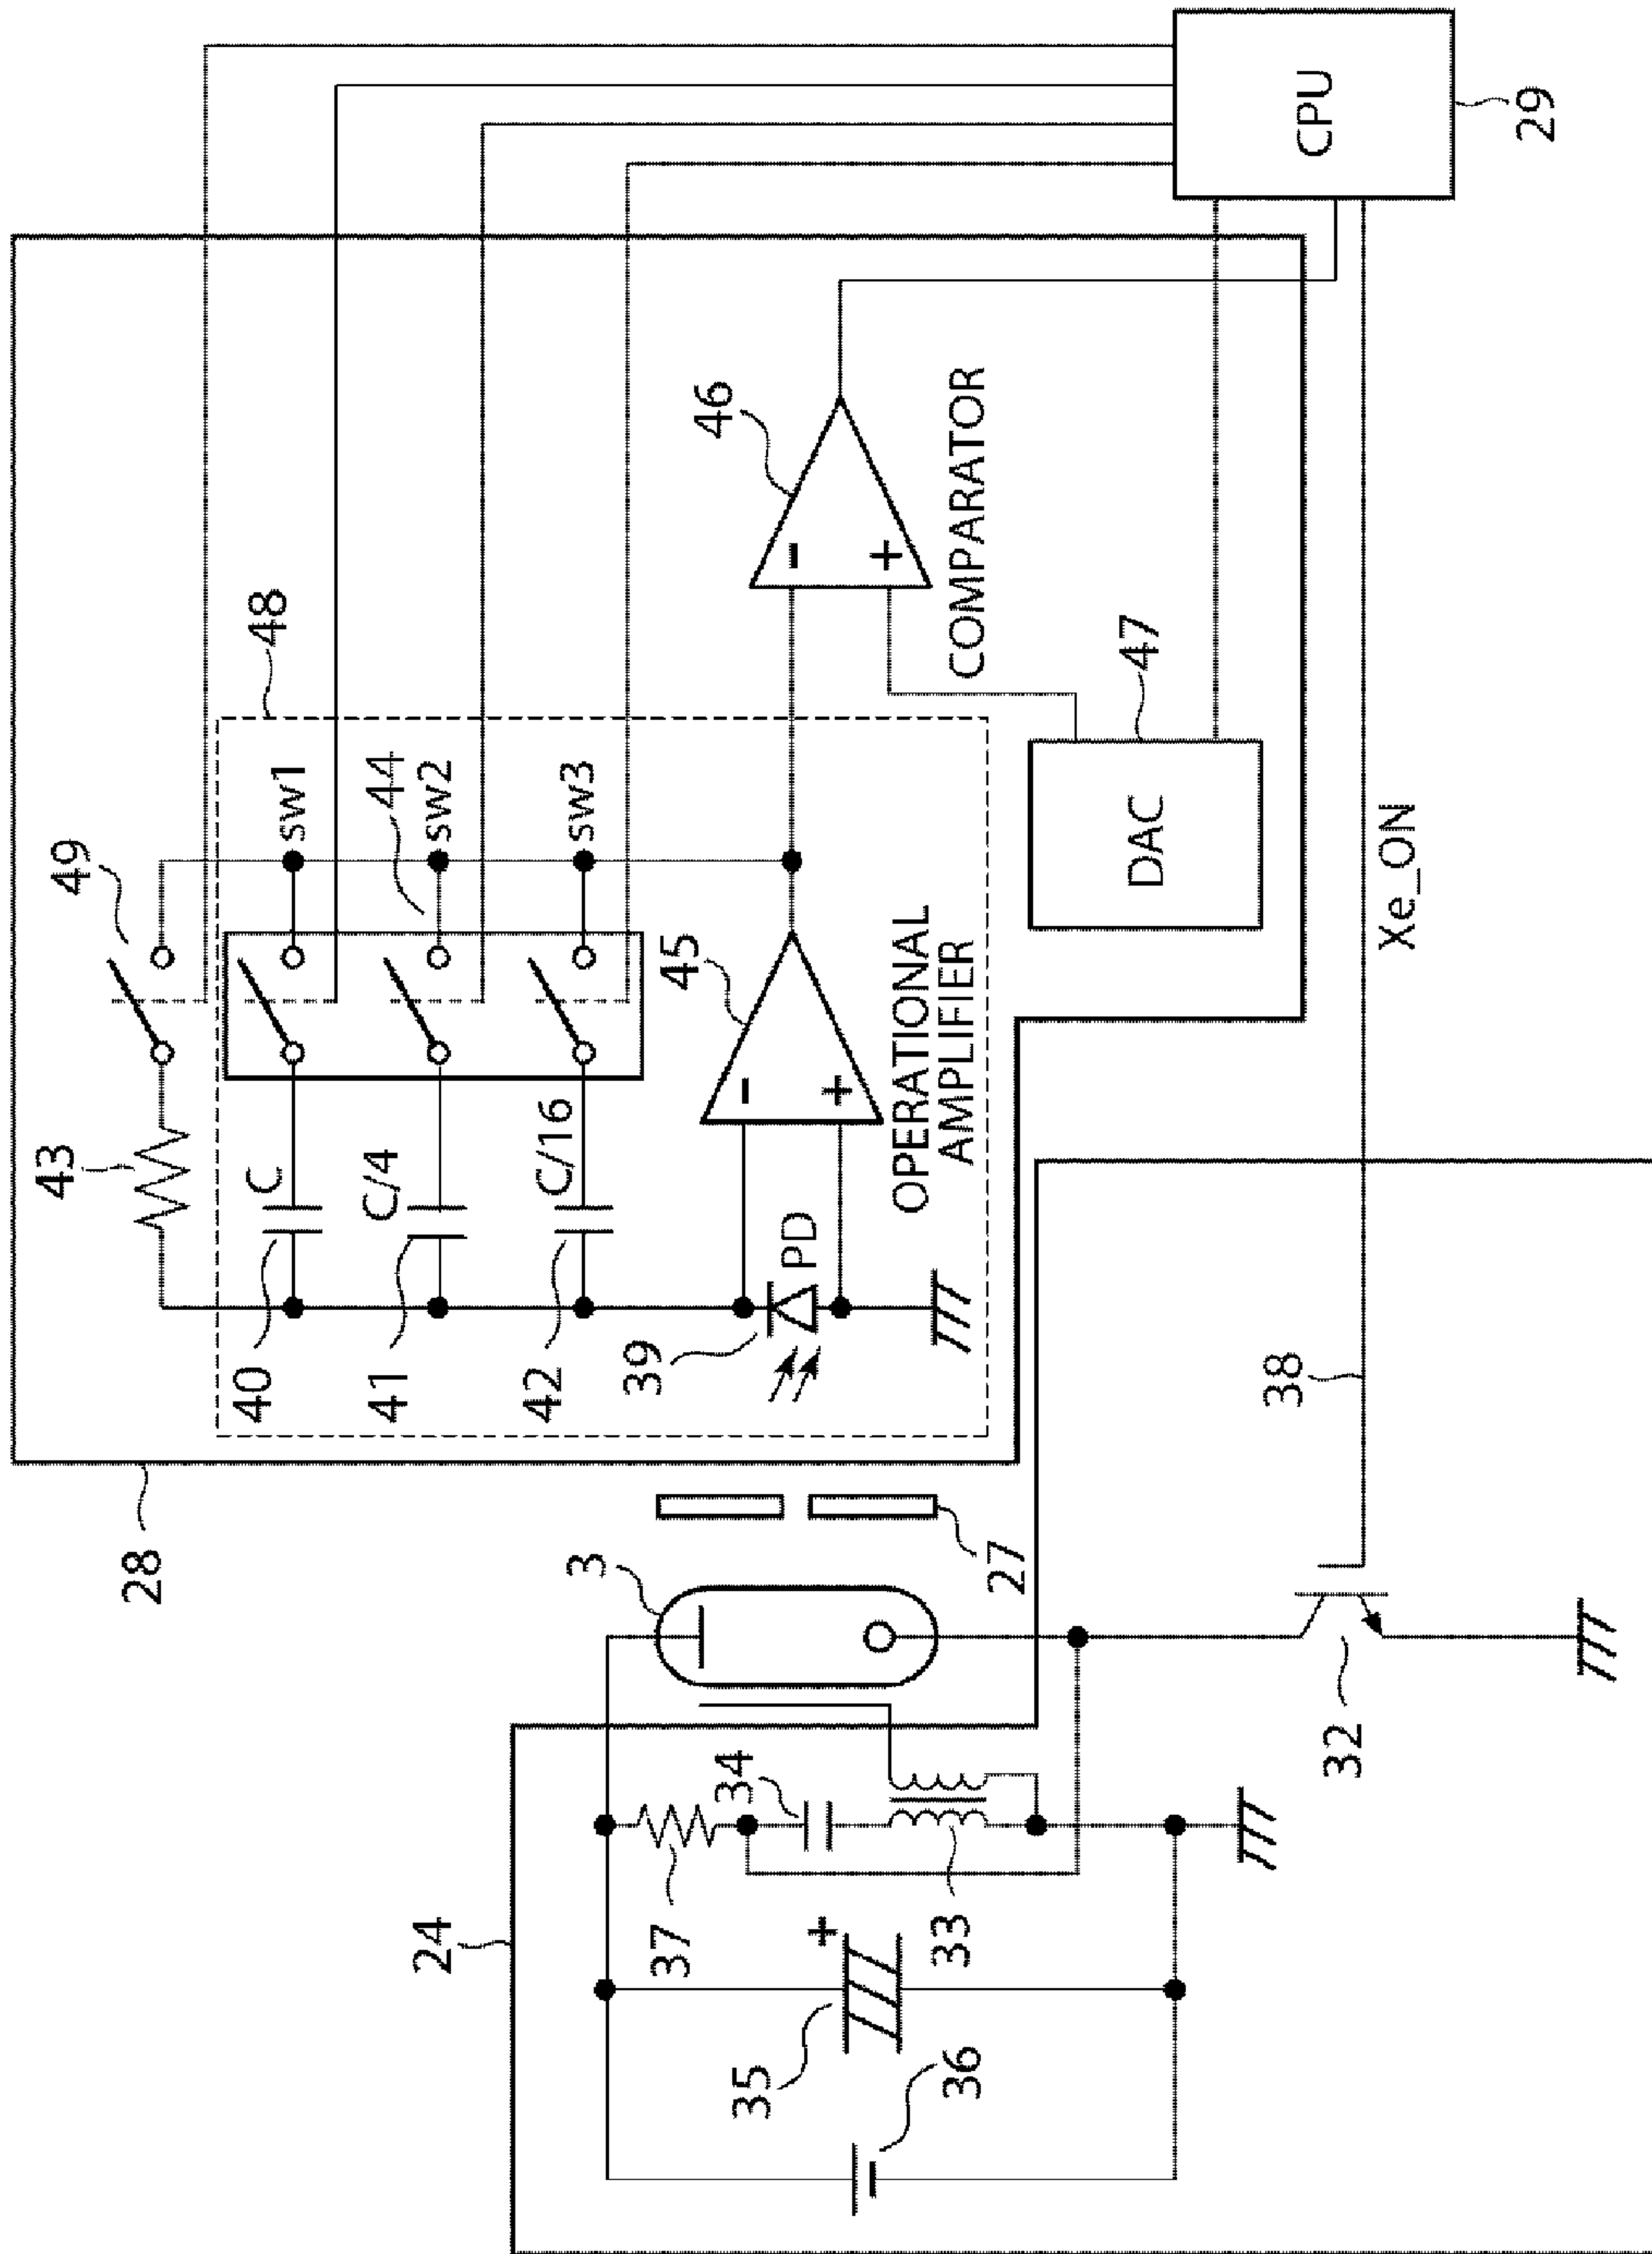 28
43
49
48
40
C
sw1
41
C/4
44
sw2
42
C/16
sw3
39
PD
45
-
+
OPERATIONAL
AMPLIFIER
46
-
+
COMPARATOR
DAC
47
CPU
29
Xe_ON
38
3
27
24
37
34
35
+
33
36
32